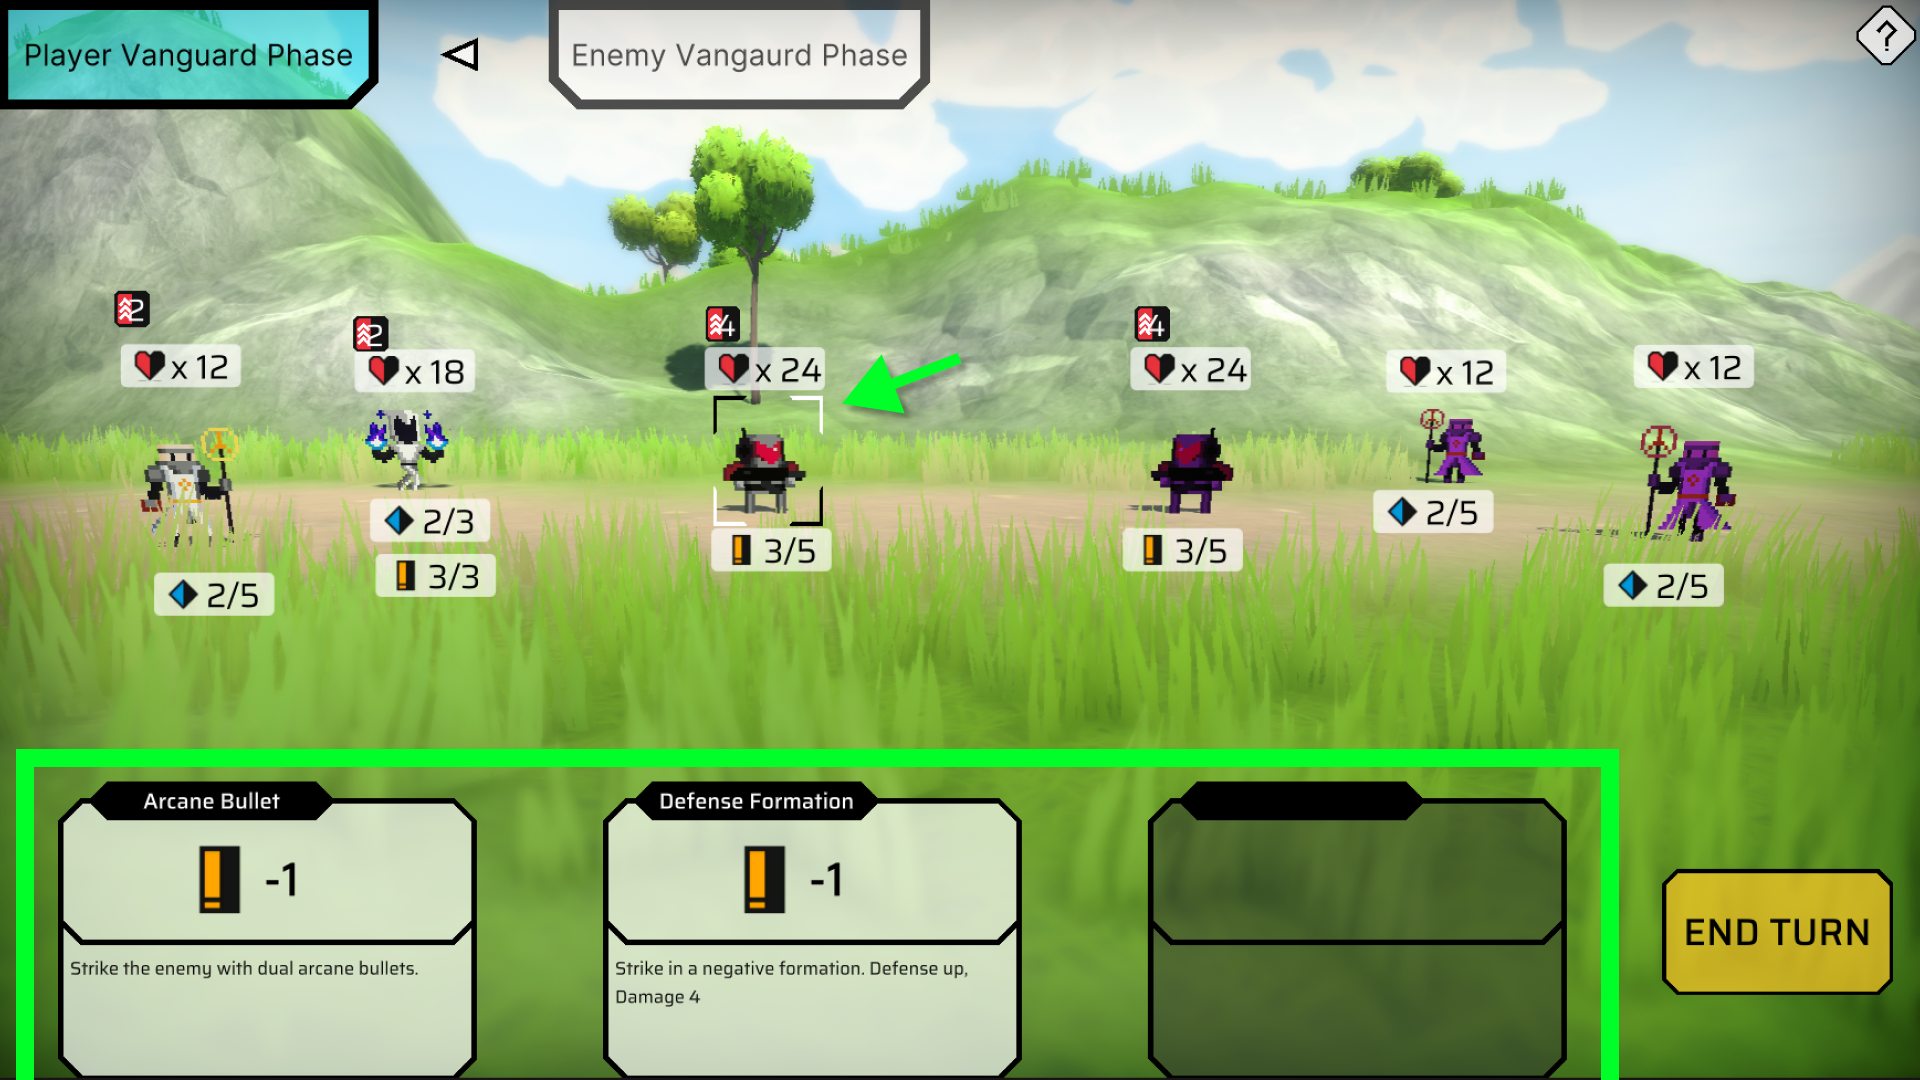 Player Vanguard Phase
Enemy Vangaurd Phase
?
2
x 12
2
x 18
4
x 24
4
x 24
x 12
x 12
2/5
2/3
3/3
3/5
3/5
2/5
2/5
Arcane Bullet
-1
Strike the enemy with dual arcane bullets.
Defense Formation
-1
Strike in a negative formation. Defense up,
Damage 4
END TURN